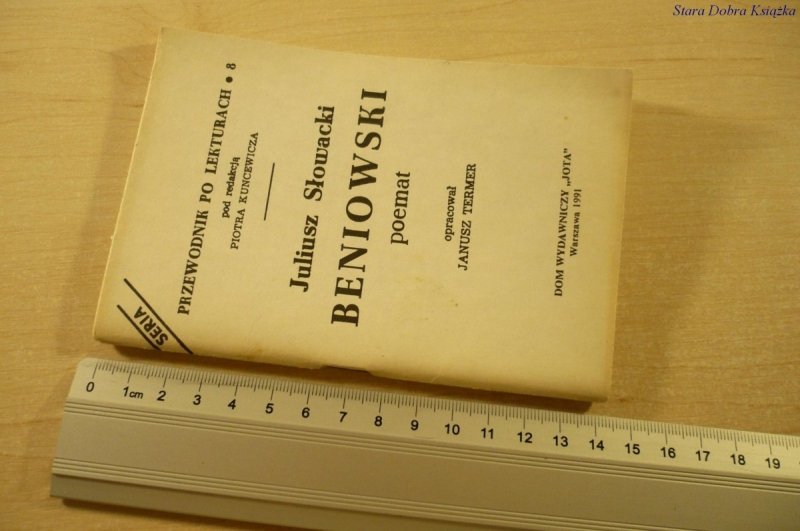 Stara Dobra Książka
SERIA
PRZEWODNIK PO LEKTURACH • 8
pod redakcją
PIOTRA KUNCEWICZA
Juliusz Słowacki
BENIOWSKI
poemat
opracował
JANUSZ TERMER
DOM WYDAWNICZY „JOTA”
Warszawa 1991
0 1cm 2 3 4 5 6 7 8 9 10 11 12 13 14 15 16 17 18 19